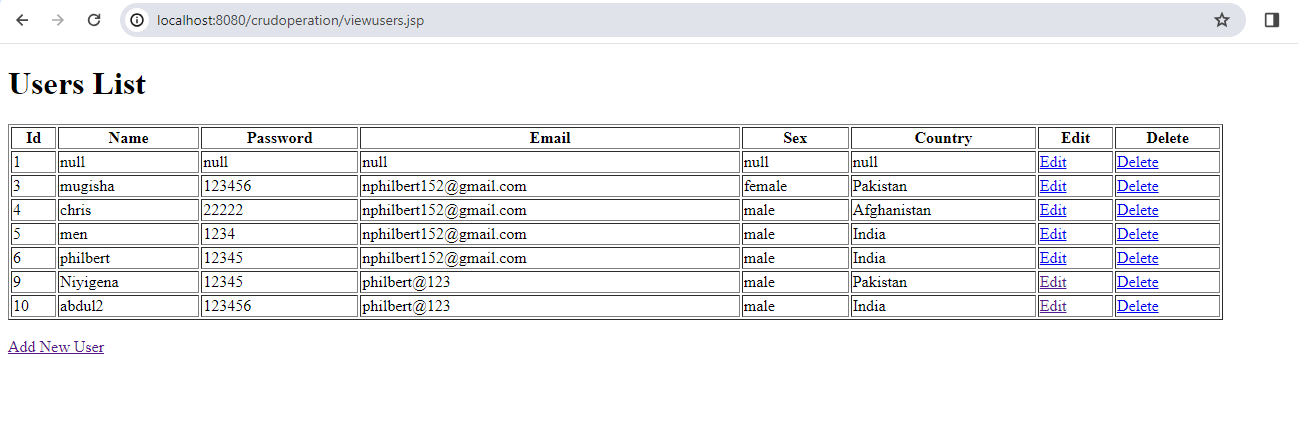 localhost:8080/crudoperation/viewusers.jsp
Users List
Id Name Password Email Sex Country Edit Delete
1 null null null null null Edit Delete
3 mugisha 123456 nphilbert152@gmail.com female Pakistan Edit Delete
4 chris 22222 nphilbert152@gmail.com male Afghanistan Edit Delete
5 men 1234 nphilbert152@gmail.com male India Edit Delete
6 philbert 12345 nphilbert152@gmail.com male India Edit Delete
9 Niyigena 12345 philbert@123 male Pakistan Edit Delete
10 abdul2 123456 philbert@123 male India Edit Delete
Add New User